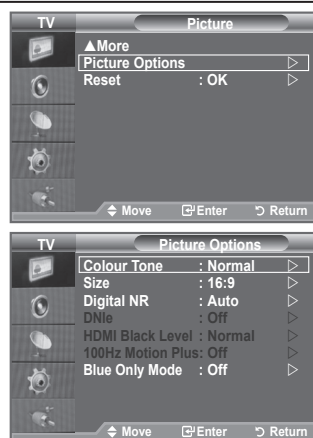 TV Picture
▲More
Picture Options ▷
Reset : OK ▷
Move Enter Return
TV Picture Options
Colour Tone : Normal ▷
Size : 16:9 ▷
Digital NR : Auto ▷
DNIe : Off ▷
HDMI Black Level : Normal ▷
100Hz Motion Plus: Off ▷
Blue Only Mode : Off ▷
Move Enter Return